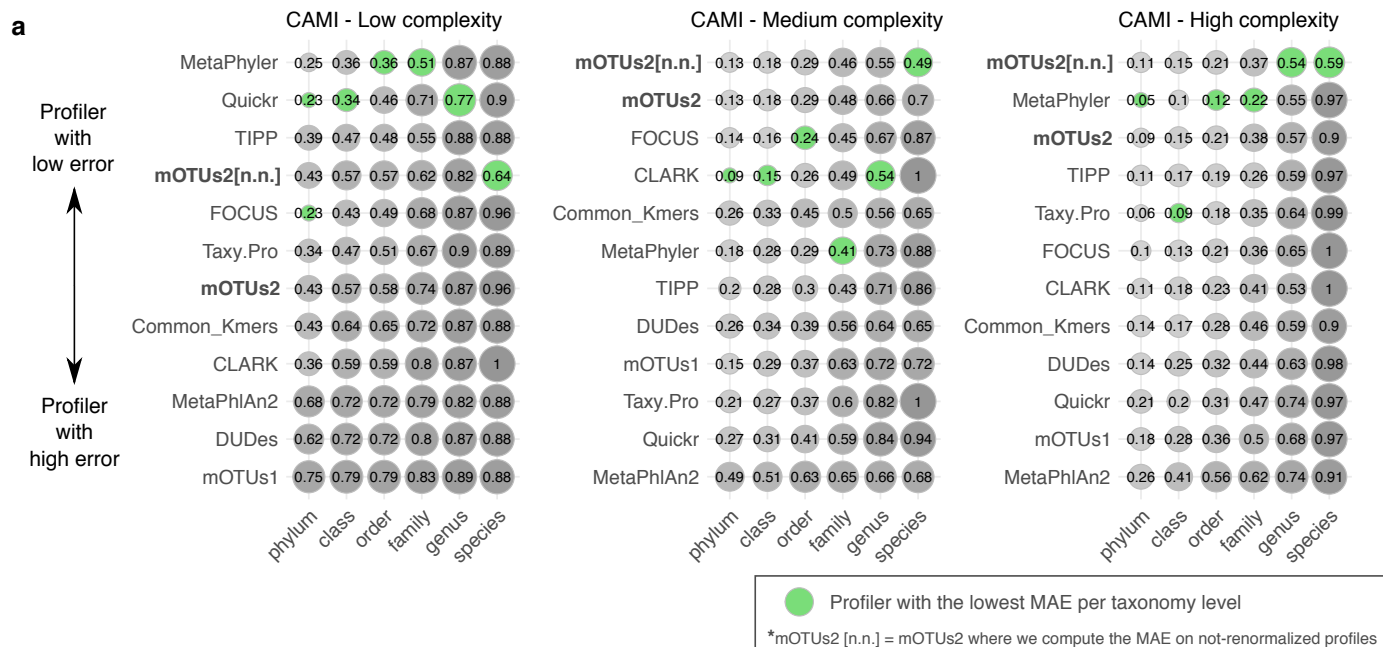 a
CAMI - Low complexity
CAMI - Medium complexity
CAMI - High complexity
Profiler
with
low error
Profiler
with
high error
MetaPhyler 0.25 0.36 0.36 0.51 0.87 0.88
Quickr 0.23 0.34 0.46 0.71 0.77 0.9
TIPP 0.39 0.47 0.48 0.55 0.88 0.88
mOTUs2[n.n.] 0.43 0.57 0.57 0.62 0.82 0.64
FOCUS 0.23 0.43 0.49 0.68 0.87 0.96
Taxy.Pro 0.34 0.47 0.51 0.67 0.9 0.89
mOTUs2 0.43 0.57 0.58 0.74 0.87 0.96
Common_Kmers 0.43 0.64 0.65 0.72 0.87 0.88
CLARK 0.36 0.59 0.59 0.8 0.87 1
MetaPhlAn2 0.68 0.72 0.72 0.79 0.82 0.88
DUDes 0.62 0.72 0.72 0.8 0.87 0.88
mOTUs1 0.75 0.79 0.79 0.83 0.89 0.88
phylum class order family genus species
mOTUs2[n.n.] 0.13 0.18 0.29 0.46 0.55 0.49
mOTUs2 0.13 0.18 0.29 0.48 0.66 0.7
FOCUS 0.14 0.16 0.24 0.45 0.67 0.87
CLARK 0.09 0.15 0.26 0.49 0.54 1
Common_Kmers 0.26 0.33 0.45 0.5 0.56 0.65
MetaPhyler 0.18 0.28 0.29 0.41 0.73 0.88
TIPP 0.2 0.28 0.3 0.43 0.71 0.86
DUDes 0.26 0.34 0.39 0.56 0.64 0.65
mOTUs1 0.15 0.29 0.37 0.63 0.72 0.72
Taxy.Pro 0.21 0.27 0.37 0.6 0.82 1
Quickr 0.27 0.31 0.41 0.59 0.84 0.94
MetaPhlAn2 0.49 0.51 0.63 0.65 0.66 0.68
phylum class order family genus species
mOTUs2[n.n.] 0.11 0.15 0.21 0.37 0.54 0.59
MetaPhyler 0.05 0.1 0.12 0.22 0.55 0.97
mOTUs2 0.09 0.15 0.21 0.38 0.57 0.9
TIPP 0.11 0.17 0.19 0.26 0.59 0.97
Taxy.Pro 0.06 0.09 0.18 0.35 0.64 0.99
FOCUS 0.1 0.13 0.21 0.36 0.65 1
CLARK 0.11 0.18 0.23 0.41 0.53 1
Common_Kmers 0.14 0.17 0.28 0.46 0.59 0.9
DUDes 0.14 0.25 0.32 0.44 0.63 0.98
Quickr 0.21 0.2 0.31 0.47 0.74 0.97
mOTUs1 0.18 0.28 0.36 0.5 0.68 0.97
MetaPhlAn2 0.26 0.41 0.56 0.62 0.74 0.91
phylum class order family genus species
Profiler with the lowest MAE per taxonomy level
*mOTUs2 [n.n.] = mOTUs2 where we compute the MAE on not-renormalized profiles